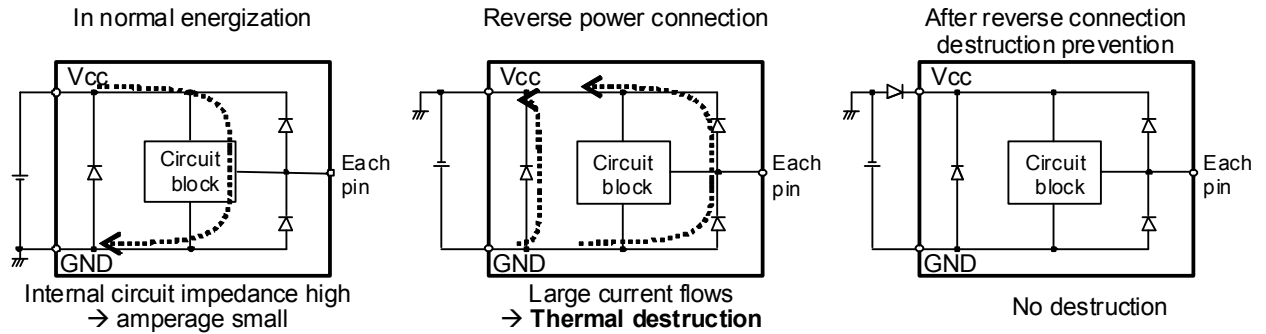 In normal energization
Vcc
Circuit
block
Each
pin
GND
Internal circuit impedance high
→ amperage small
Reverse power connection
Vcc
Circuit
block
Each
pin
GND
Large current flows
→ Thermal destruction
After reverse connection
destruction prevention
Vcc
Circuit
block
Each
pin
GND
No destruction